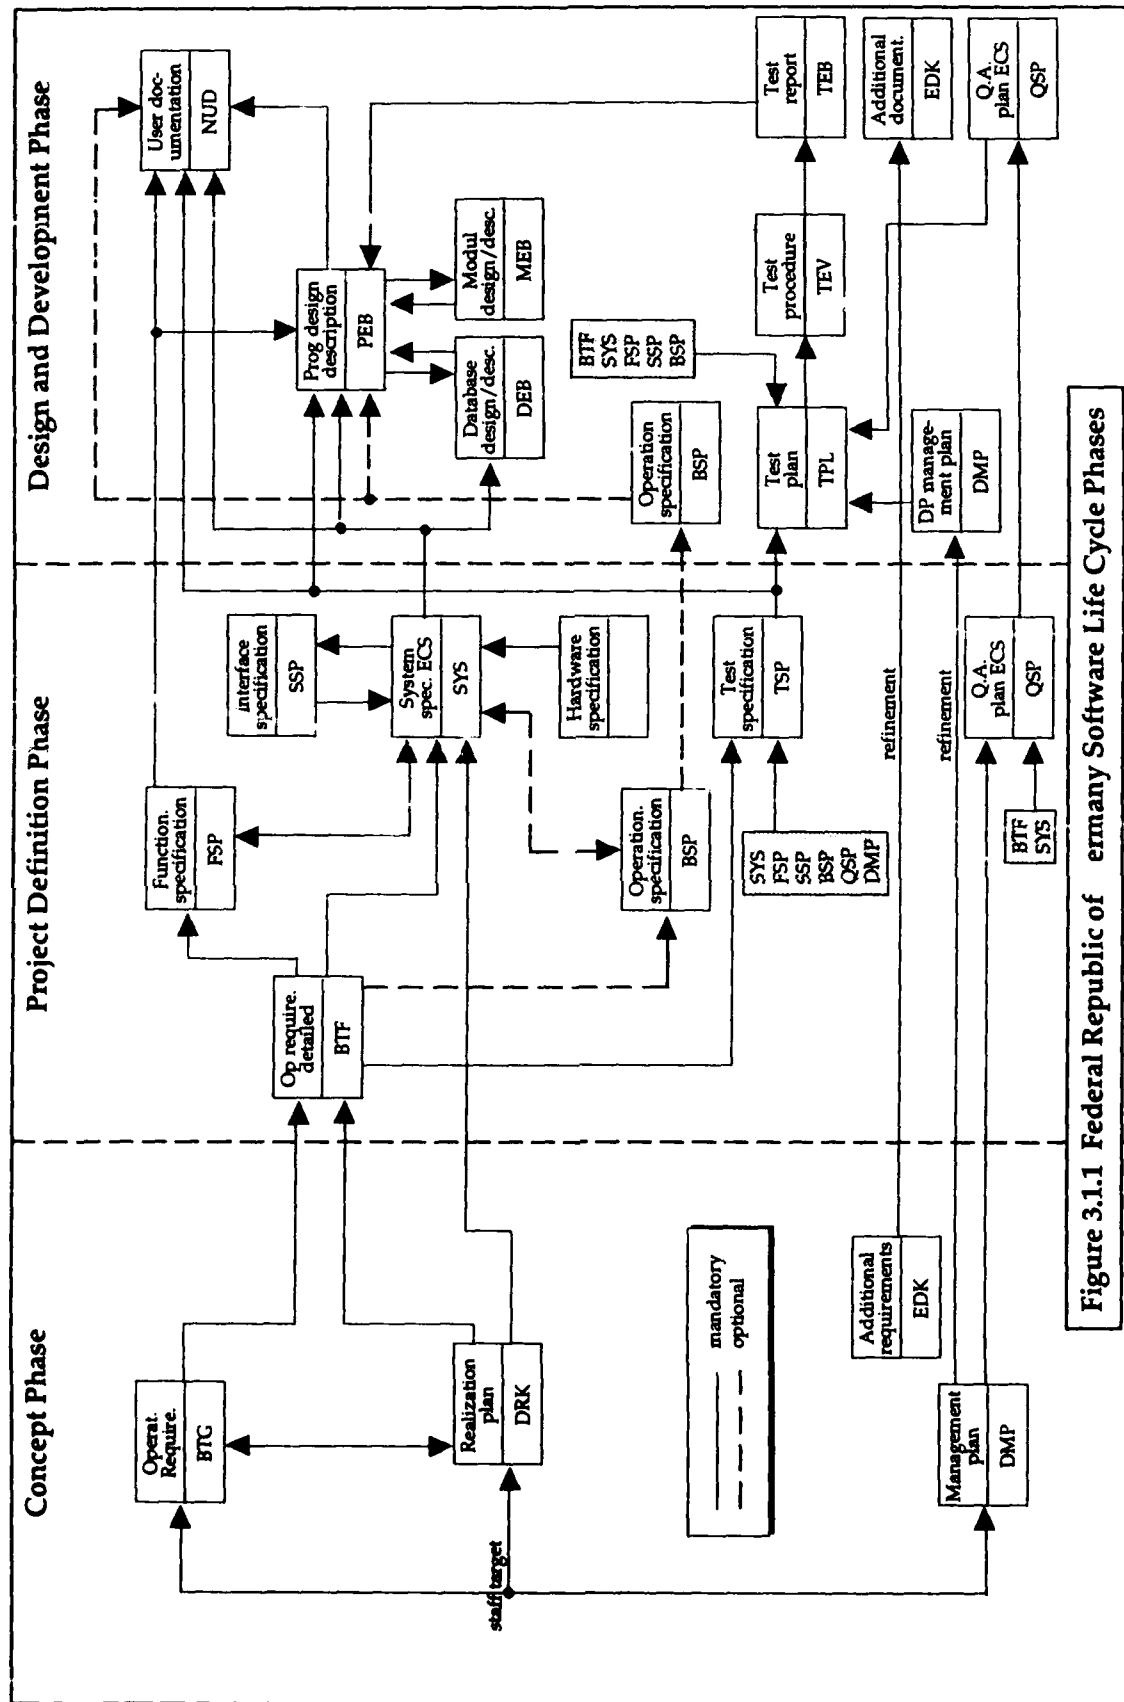 Concept Phase
Project Definition Phase
Design and Development Phase
staff target
Operat.
Require.
BTG
Realization
plan
DRK
mandatory
optional
Additional
requirements
EDK
Management
plan
DMP
Op require.
detailed
BTF
Function.
specification
FSP
Interface
specification
SSP
System
spec. ECS
SYS
Hardware
specification
Operation.
specification
BSP
Test
specification
TSP
SYS
FSP
SSP
BSP
QSP
DMP
refinement
refinement
Q.A.
plan ECS
QSP
BTF
SYS
User doc-
umentation
NUD
Prog design
description
PEB
Database
design/desc.
DEB
Modul
design/desc.
MEB
Operation
specification
BSP
BTF
SYS
FSP
SSP
BSP
Test
plan
TPL
Test
procedure
TEV
Test
report
TEB
Additional
document.
EDK
DP manage-
ment plan
DMP
Q.A.
plan ECS
QSP
Figure 3.1.1 Federal Republic of ermany Software Life Cycle Phases